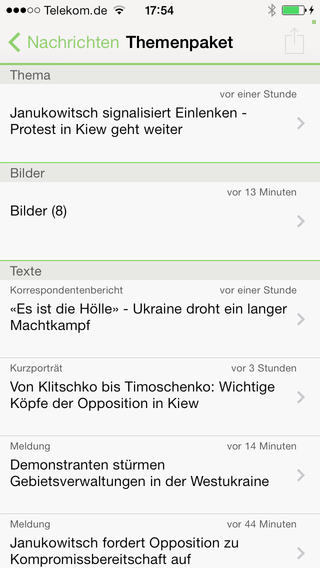 Telekom.de 17:54
Nachrichten Themenpaket
Thema
vor einer Stunde
Janukowitsch signalisiert Einlenken -
Protest in Kiew geht weiter
Bilder
vor 13 Minuten
Bilder (8)
Texte
Korrespondentenbericht vor einer Stunde
«Es ist die Hölle» - Ukraine droht ein langer
Machtkampf
Kurzporträt vor 3 Stunden
Von Klitschko bis Timoschenko: Wichtige
Köpfe der Opposition in Kiew
Meldung vor 14 Minuten
Demonstranten stürmen
Gebietsverwaltungen in der Westukraine
Meldung vor 44 Minuten
Janukowitsch fordert Opposition zu
Kompromissbereitschaft auf